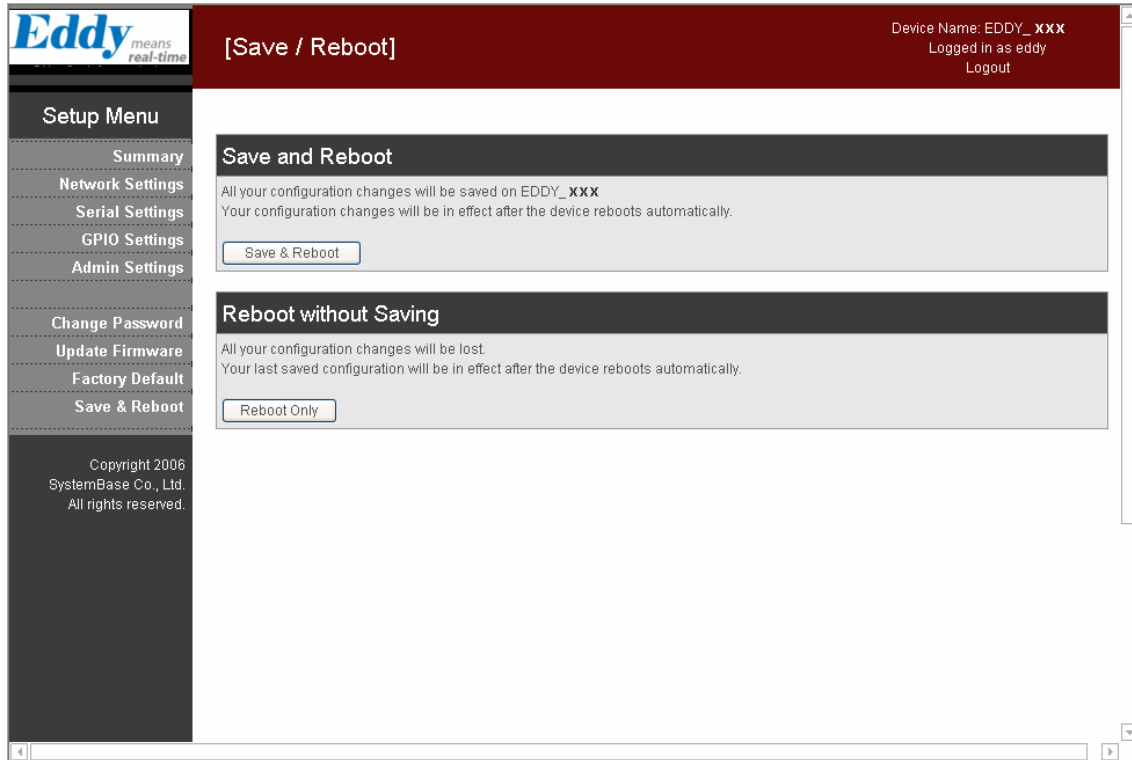 Eddy means
real-time
[Save / Reboot]
Device Name: EDDY_ XXX
Logged in as eddy
Logout
Setup Menu
Summary
Network Settings
Serial Settings
GPIO Settings
Admin Settings
Change Password
Update Firmware
Factory Default
Save & Reboot
Copyright 2006
SystemBase Co., Ltd.
All rights reserved.
Save and Reboot
All your configuration changes will be saved on EDDY_ XXX
Your configuration changes will be in effect after the device reboots automatically.
Save & Reboot
Reboot without Saving
All your configuration changes will be lost.
Your last saved configuration will be in effect after the device reboots automatically.
Reboot Only